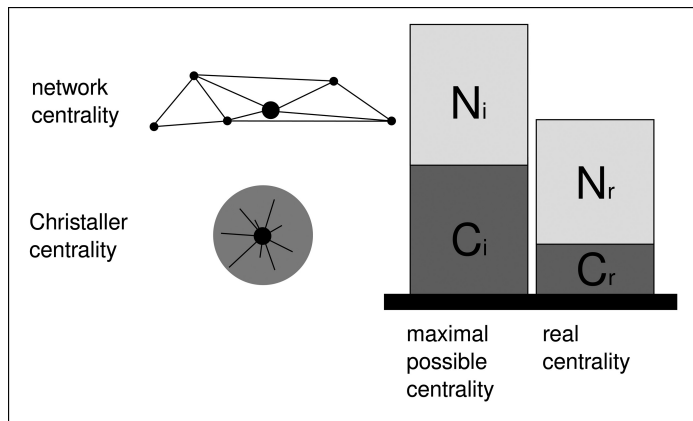 network
centrality
Christaller
centrality
Ni
Ci
Nr
Cr
maximal
possible
centrality
real
centrality